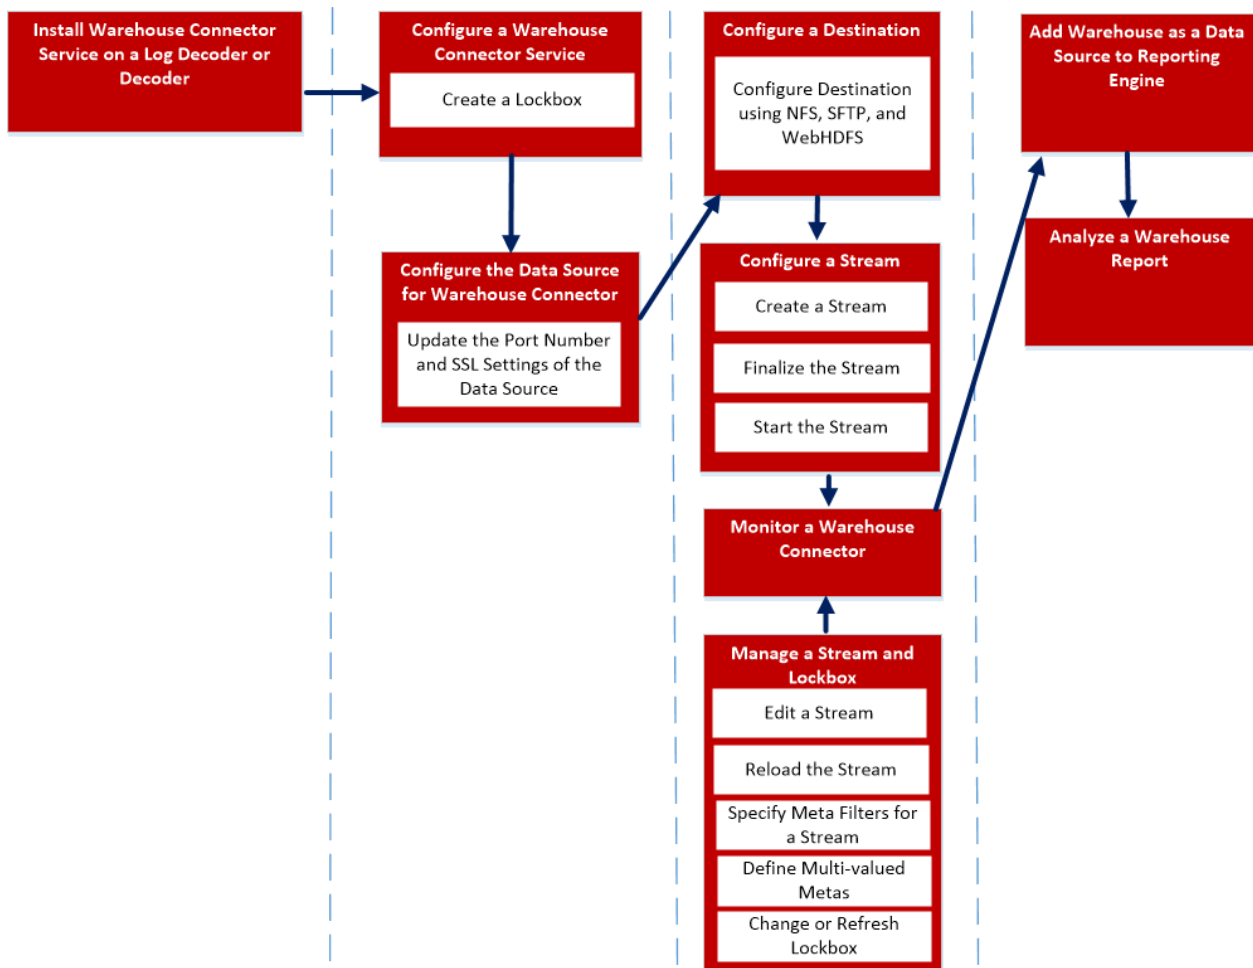 Install Warehouse Connector
Service on a Log Decoder or
Decoder
Configure a Warehouse
Connector Service
Create a Lockbox
Configure the Data Source
for Warehouse Connector
Update the Port Number
and SSL Settings of the
Data Source
Configure a Destination
Configure Destination
using NFS, SFTP, and
WebHDFS
Configure a Stream
Create a Stream
Finalize the Stream
Start the Stream
Monitor a Warehouse
Connector
Manage a Stream and
Lockbox
Edit a Stream
Reload the Stream
Specify Meta Filters for
a Stream
Define Multi-valued
Metas
Change or Refresh
Lockbox
Add Warehouse as a Data
Source to Reporting
Engine
Analyze a Warehouse
Report